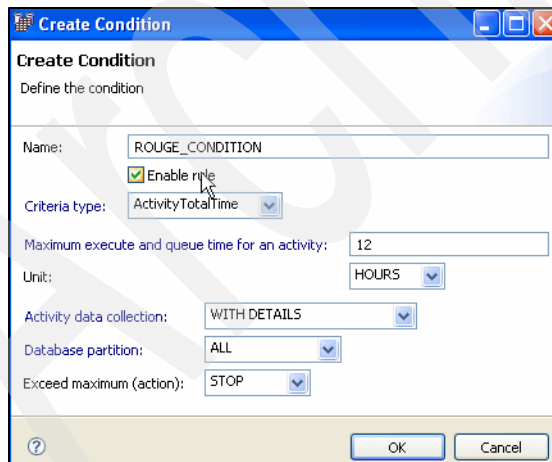 Create Condition
Create Condition
Define the condition
Name: ROUGE_CONDITION
Enable rule
Criteria type: ActivityTotalTime
Maximum execute and queue time for an activity: 12
Unit: HOURS
Activity data collection: WITH DETAILS
Database partition: ALL
Exceed maximum (action): STOP
? OK Cancel